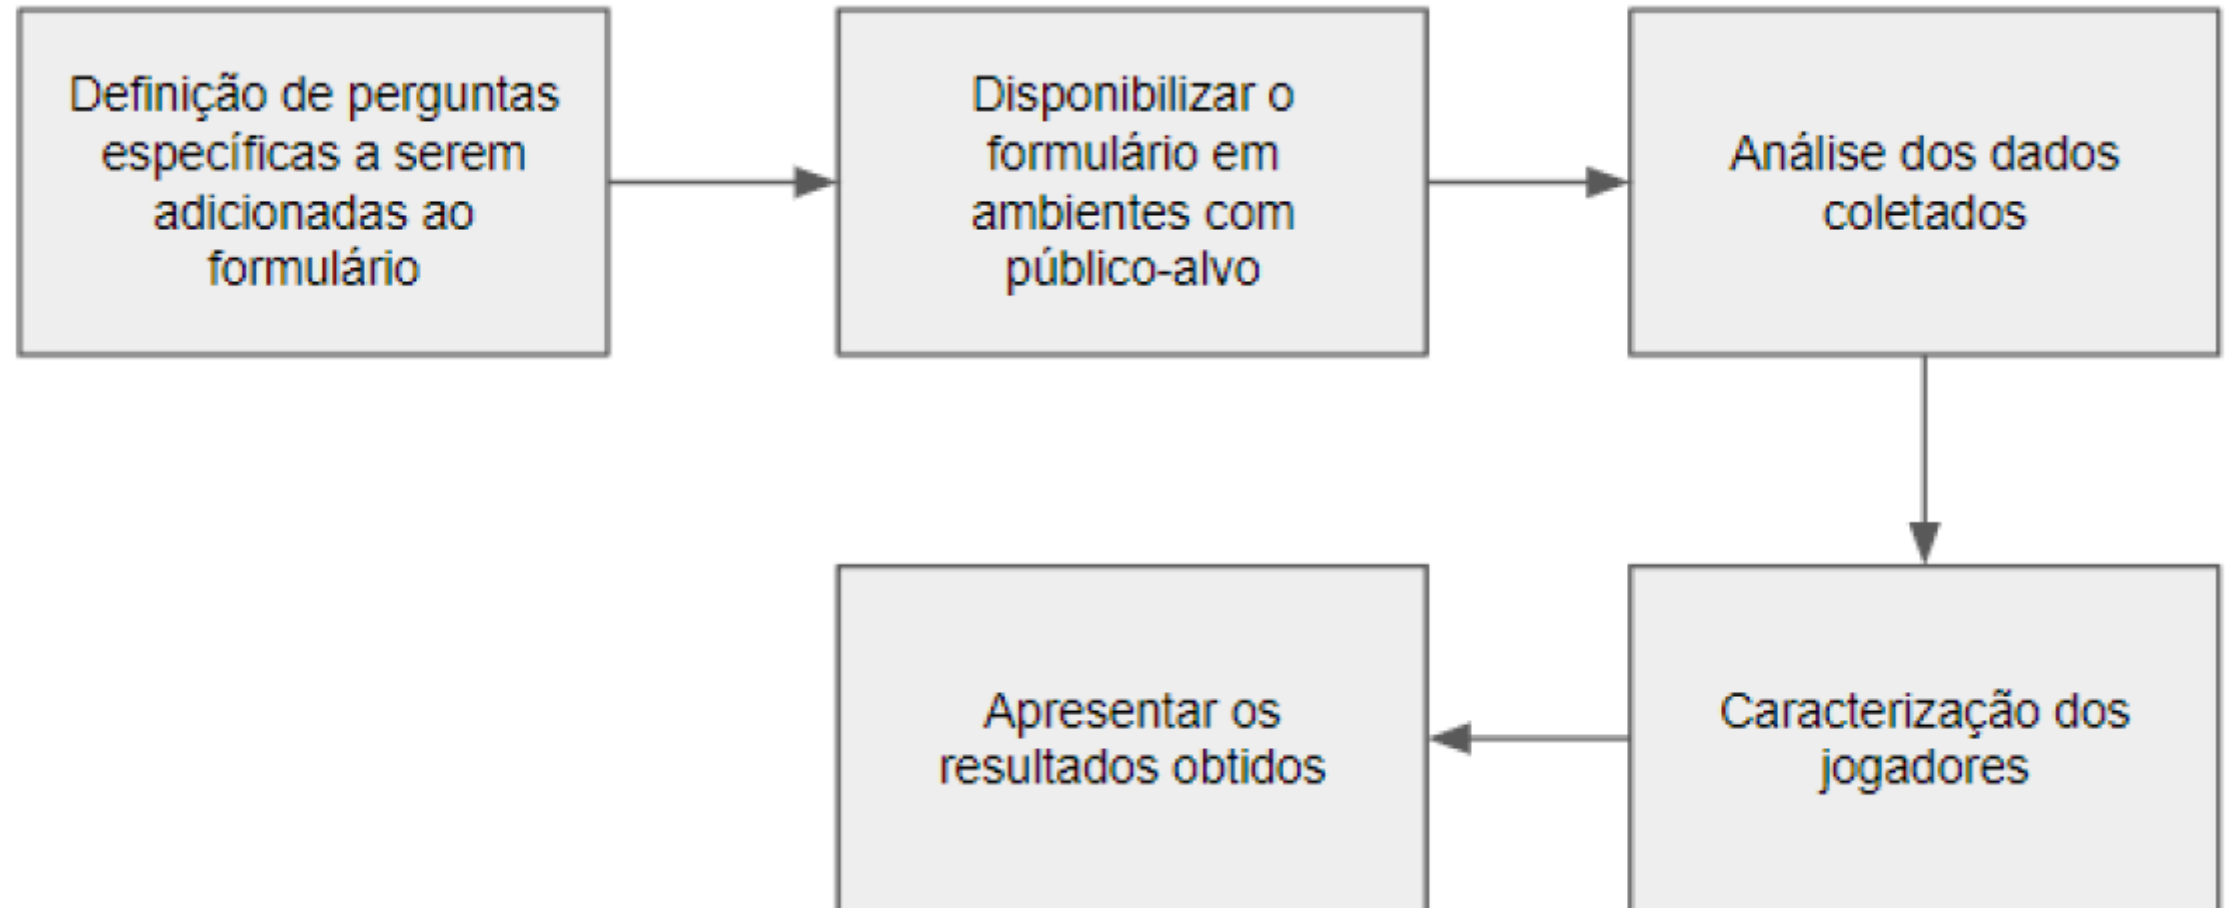 Definição de perguntas
específicas a serem
adicionadas ao
formulário
Disponibilizar o
formulário em
ambientes com
público-alvo
Análise dos dados
coletados
Caracterização dos
jogadores
Apresentar os
resultados obtidos